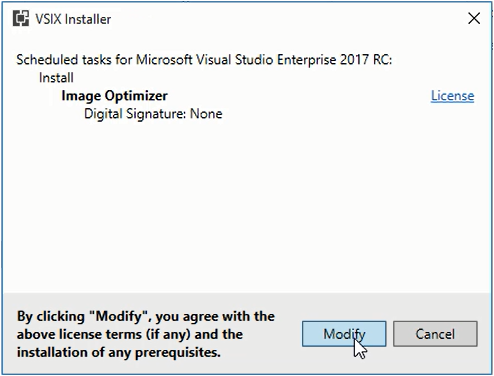 VSIX Installer
Scheduled tasks for Microsoft Visual Studio Enterprise 2017 RC:
Install
Image Optimizer License
Digital Signature: None
By clicking "Modify", you agree with the
above license terms (if any) and the
installation of any prerequisites.
Modify Cancel